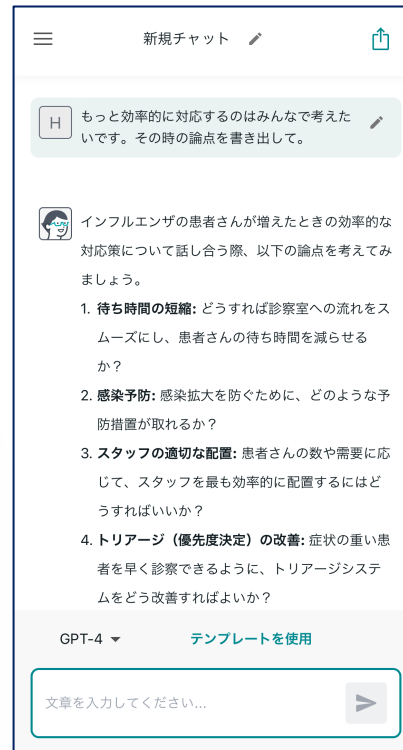 新規チャット
H
もっと効率的に対応するのはみんなで考えた
いです。その時の論点を書き出して。
インフルエンザの患者さんが増えたときの効率的な
対応策について話し合う際、以下の論点を考えてみ
ましょう。
1. 待ち時間の短縮: どうすれば診察室への流れをス
ムーズにし、患者さんの待ち時間を減らせる
か？
2. 感染予防: 感染拡大を防ぐために、どのような予
防措置が取れるか？
3. スタッフの適切な配置: 患者さんの数や需要に応
じて、スタッフを最も効率的に配置するにはど
うすればいいか？
4. トリアージ（優先度決定）の改善: 症状の重い患
者を早く診察できるように、トリアージシステ
ムをどう改善すればよいか？
GPT-4
テンプレートを使用
文章を入力してください...